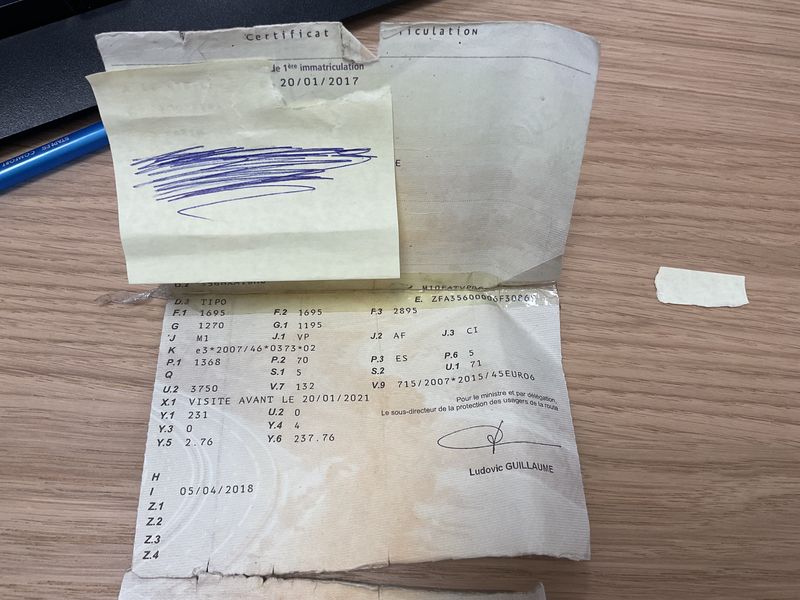 Certificat
iculation
de 1ère immatriculation
20/01/2017
STAPLES COMFORT
E
D.3 TIPO E. ZFA35600006F30865
F.1 1695 F.2 1695 F.3 2895
G 1270 G.1 1195
J M1 J.1 VP J.2 AF J.3 CI
K e3*2007/46*0373*02
P.1 1368 P.2 70 P.3 ES P.6 5
Q S.1 5 S.2 U.1 71
U.2 3750 V.7 132 V.9 715/2007*2015/45EURO6
X.1 VISITE AVANT LE 20/01/2021
Y.1 231 U.2 0
Y.3 0 Y.4 4
Y.5 2.76 Y.6 237.76
Pour le ministre et par délégation,
Le sous-directeur de la protection des usagers de la route
Ludovic GUILLAUME
H
I 05/04/2018
Z.1
Z.2
Z.3
Z.4